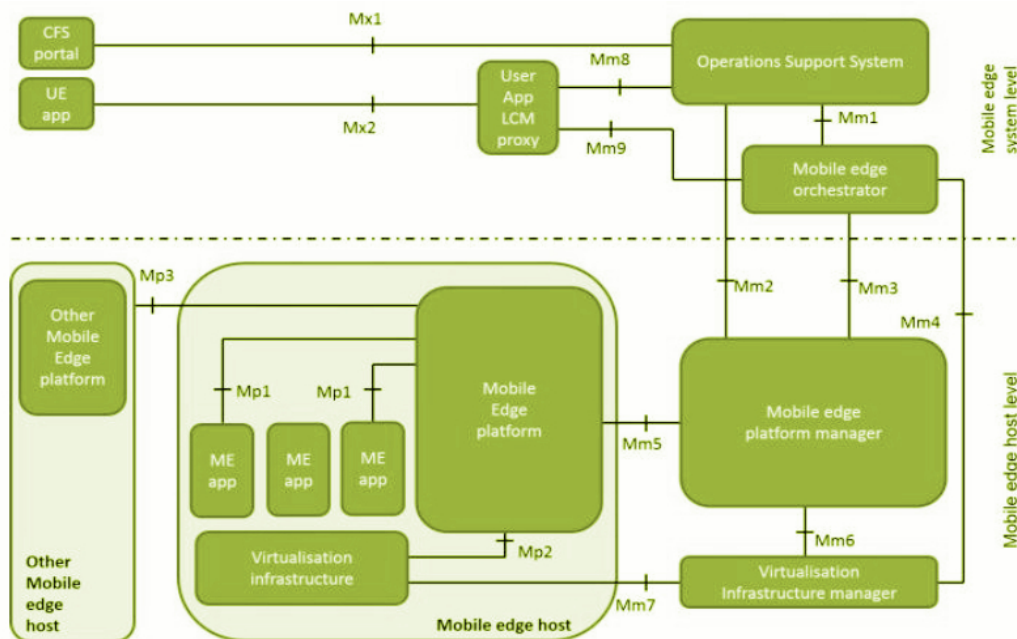 Mx1
CFS
portal
Operations Support System
Mm8
User
App
LCM
proxy
UE
app
Mx2
Mm9
Mm1
Mobile edge
system level
Mobile edge
orchestrator
Mp3
Mm2
Mm3
Mm4
Other
Mobile
Edge
platform
Mp1
Mp1
Mobile
Edge
platform
Mobile edge
platform manager
Mm5
ME
app
ME
app
ME
app
Mobile edge host level
Virtualisation
infrastructure
Mp2
Mm6
Virtualisation
Infrastructure manager
Mm7
Other
Mobile
edge
host
Mobile edge host